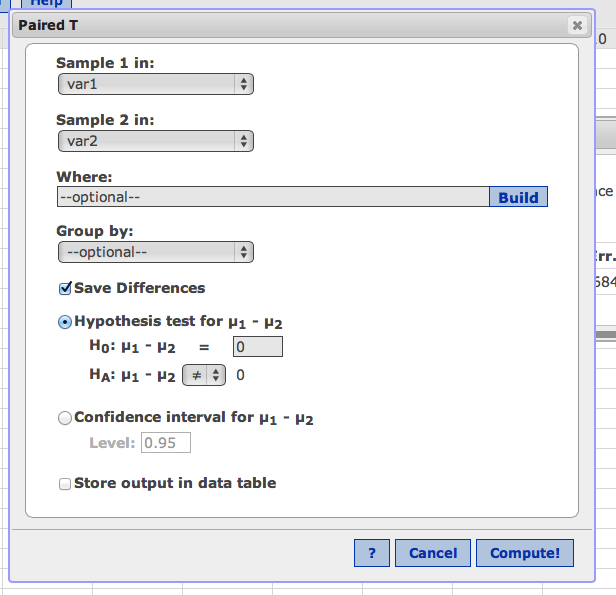 Help
Paired T
Sample 1 in:
var1
Sample 2 in:
var2
Where:
--optional-- Build
Group by:
--optional--
Save Differences
Hypothesis test for μ1 - μ2
H0: μ1 - μ2 = 0
HA: μ1 - μ2 ≠ 0
Confidence interval for μ1 - μ2
Level: 0.95
Store output in data table
? Cancel Compute!